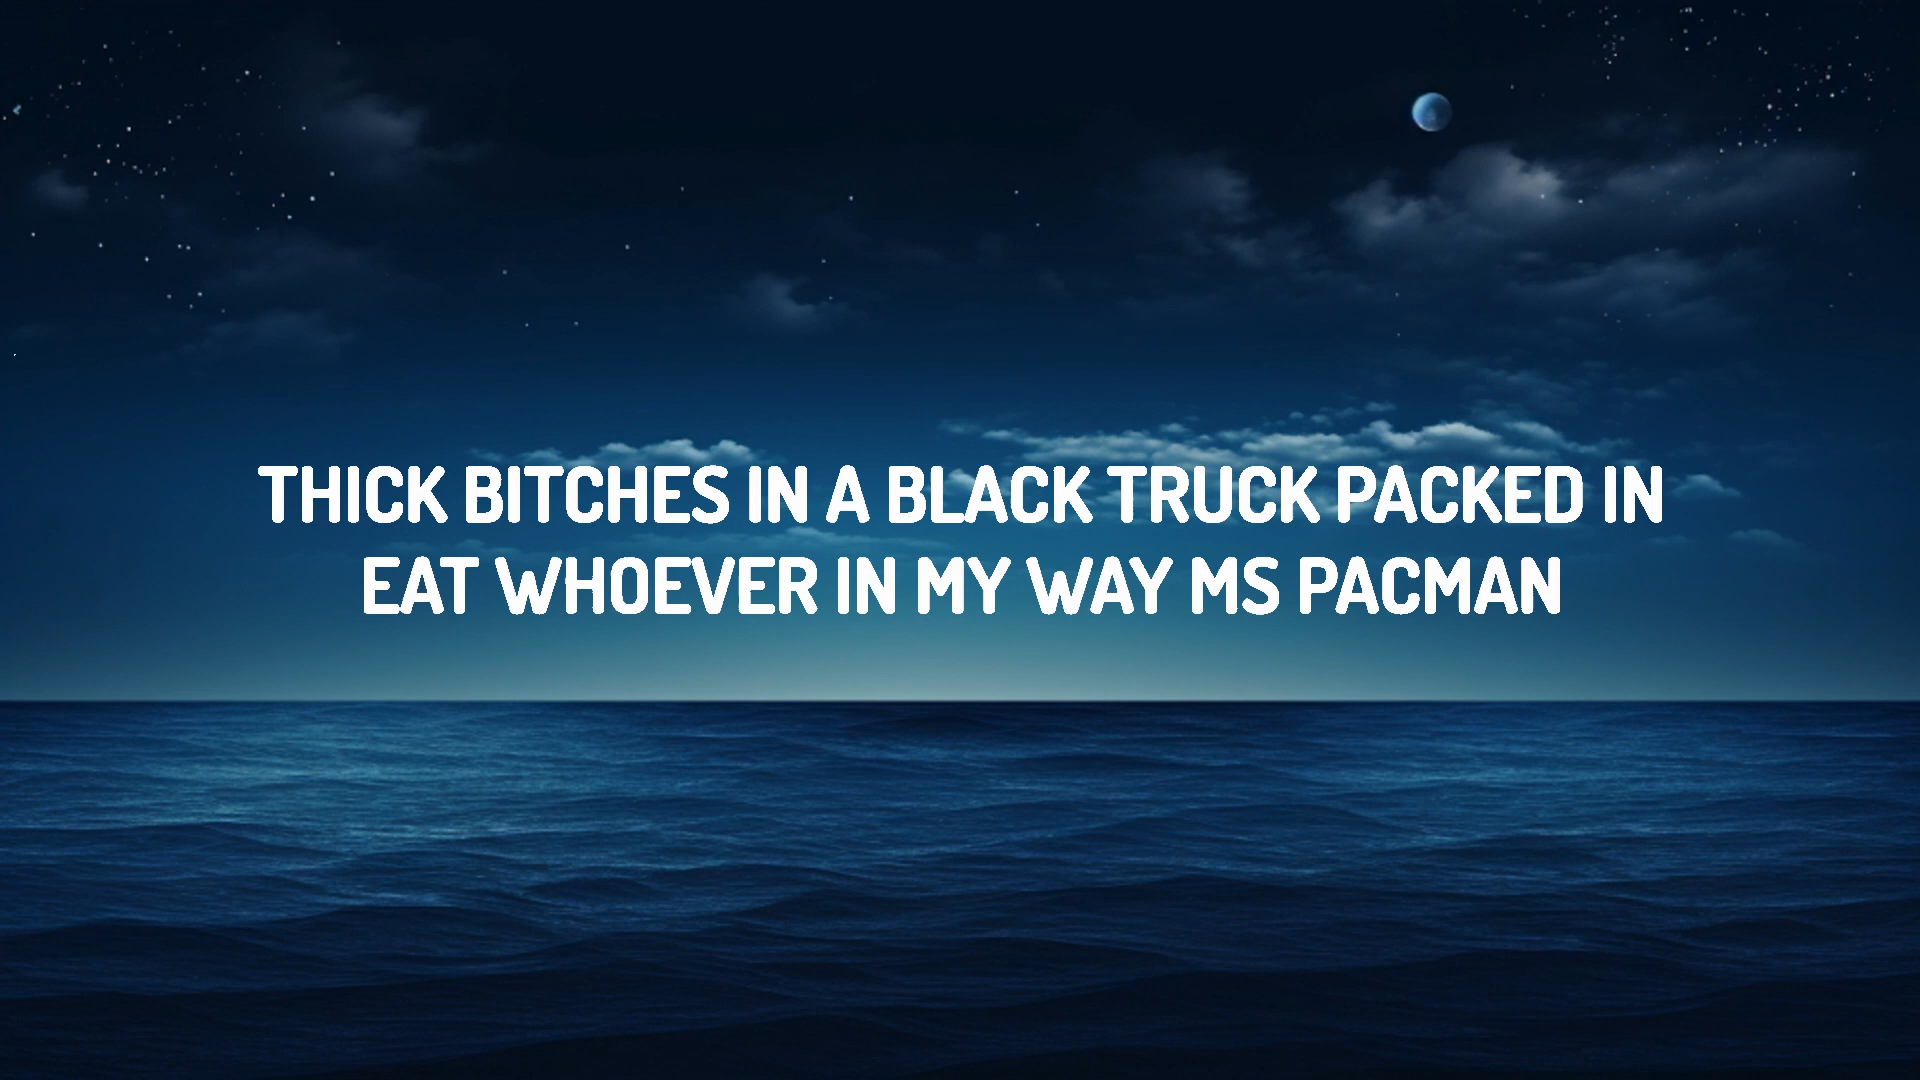 THICK BITCHES IN A BLACK TRUCK PACKED IN
EAT WHOEVER IN MY WAY MS PACMAN